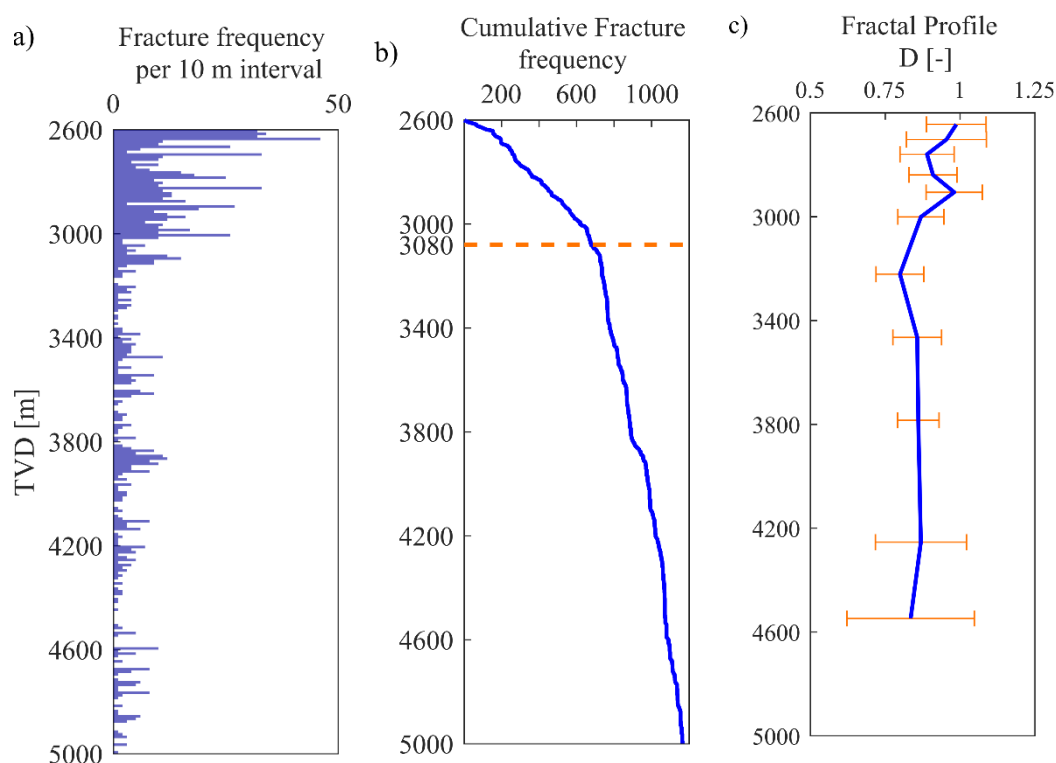 a)
Fracture frequency
per 10 m interval
0 50
2600
3000
3400
3800
4200
4600
5000
TVD [m]
b)
Cumulative Fracture
frequency
200 600 1000
2600
3000
3080
3400
3800
4200
4600
5000
c)
Fractal Profile
D [-]
0.5 0.75 1 1.25
2600
3000
3400
3800
4200
4600
5000